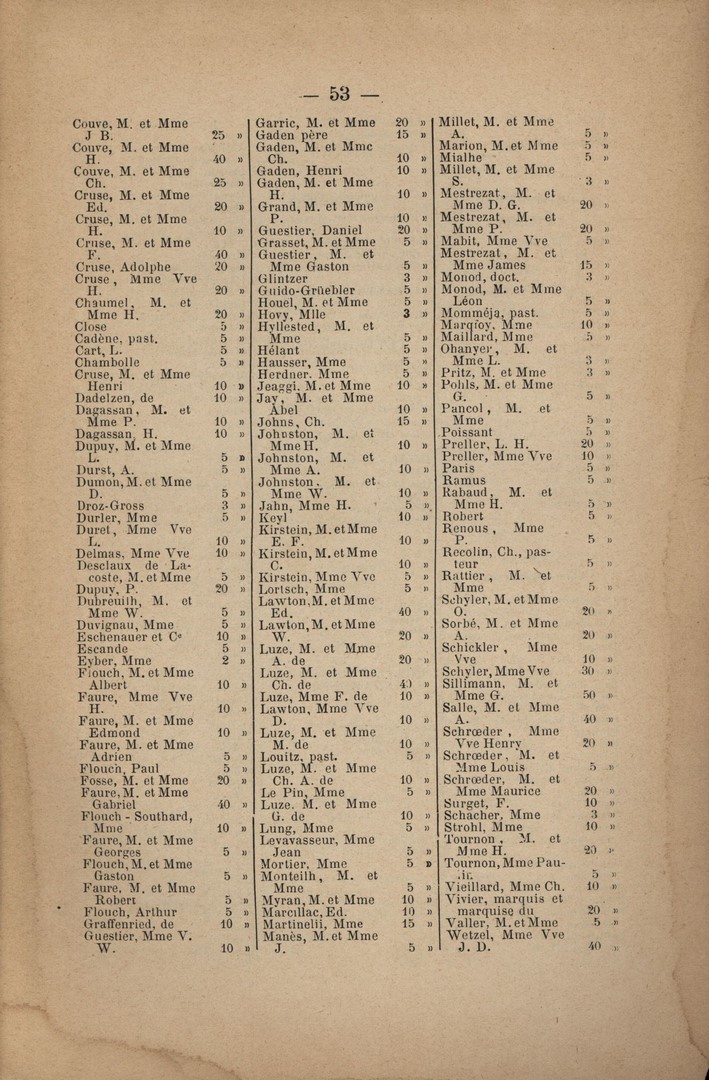 — 53 —
Couve, M. et Mme
J B. 25 »
Couve, M. et Mme
H. 40 »
Couve, M. et Mme
Ch. 25 »
Cruse, M. et Mme
Ed. 20 »
Cruse, M. et Mme
H. 10 »
Cruse, M. et Mme
F. 40 »
Cruse, Adolphe 20 »
Cruse, Mme Vve
H. 20 »
Chaumel, M. et
Mme H. 20 »
Close 5 »
Cadène, past. 5 »
Cart, L. 5 »
Chambolle 5 »
Cruse, M. et Mme
Henri 10 »
Dadelzen, de 10 »
Dagassan, M. et
Mme P. 10 »
Dagassan, H. 10 »
Dupuy, M. et Mme
L. 5 »
Durst, A. 5 »
Dumon, M. et Mme
D. 5 »
Droz-Gross 3 »
Durler, Mme 5 »
Duret, Mme Vve
L. 10 »
Delmas, Mme Vve 10 »
Desclaux de La-
coste, M. et Mme 5 »
Dupuy, P. 20 »
Dubreuilh, M. et
Mme W. 5 »
Duvignau, Mme 5 »
Eschenauer et Cᵉ 10 »
Escande 5 »
Eyber, Mme 2 »
Flouch, M. et Mme
Albert 10 »
Faure, Mme Vve
H. 10 »
Faure, M. et Mme
Edmond 10 »
Faure, M. et Mme
Adrien 5 »
Flouch, Paul 5 »
Fosse, M. et Mme 20 »
Faure, M. et Mme
Gabriel 40 »
Flouch - Southard,
Mme 10 »
Faure, M. et Mme
Georges 5 »
Flouch, M. et Mme
Gaston 5 »
Faure, M. et Mme
Robert 5 »
Flouch, Arthur 5 »
Graffenried, de 10 »
Guestier, Mme V.
W. 10 »
Garric, M. et Mme 20 »
Gaden père 15 »
Gaden, M. et Mme
Ch. 10 »
Gaden, Henri 10 »
Gaden, M. et Mme
H. 10 »
Grand, M. et Mme
P. 10 »
Guestier, Daniel 20 »
Grasset, M. et Mme 5 »
Guestier, M. et
Mme Gaston 5 »
Glintzer 3 »
Guido-Grüebler 5 »
Houel, M. et Mme 5 »
Hovy, Mlle 3 »
Hyllested, M. et
Mme 5 »
Hélant 5 »
Hausser, Mme 5 »
Herdner, Mme 5 »
Jeaggi, M. et Mme 10 »
Jay, M. et Mme
Abel 10 »
Johns, Ch. 15 »
Johnston, M. et
Mme H. 10 »
Johnston, M. et
Mme A. 10 »
Johnston, M. et
Mme W. 10 »
Jahn, Mme H. 5 »
Keyl 10 »
Kirstein, M. et Mme
E. F. 10 »
Kirstein, M. et Mme
C. 10 »
Kirstein, Mme Vve 5 »
Lortsch, Mme 5 »
Lawton, M. et Mme
Ed. 40 »
Lawton, M. et Mme
W. 20 »
Luze, M. et Mme
A. de 20 »
Luze, M. et Mme
Ch. de 40 »
Luze, Mme F. de 10 »
Lawton, Mme Vve
D. 10 »
Luze, M. et Mme
M. de 10 »
Louitz, past. 5 »
Luze, M. et Mme
Ch. A. de 10 »
Le Pin, Mme 5 »
Luze, M. et Mme
G. de 10 »
Lung, Mme 5 »
Levavasseur, Mme
Jean 5 »
Mortier, Mme 5 »
Monteilh, M. et
Mme 5 »
Myran, M. et Mme 10 »
Marcillac, Ed. 10 »
Martinelli, Mme 15 »
Manès, M. et Mme
J. 5 »
Millet, M. et Mme
A. 5 »
Marion, M. et Mme 5 »
Mialhe 5 »
Millet, M. et Mme
S. 3 »
Mestrezat, M. et
Mme D. G. 20 »
Mestrezat, M. et
Mme P. 20 »
Mabit, Mme Vve 5 »
Mestrezat, M. et
Mme James 15 »
Monod, doct. 3 »
Monod, M. et Mme
Léon 5 »
Momméja, past. 5 »
Marqfoy, Mme 10 »
Maillard, Mme 5 »
Ohanyer, M. et
Mme L. 3 »
Pritz, M. et Mme 3 »
Pohls, M. et Mme
G. 5 »
Pancol, M. et
Mme 5 »
Poissant 5 »
Preller, L. H. 20 »
Preller, Mme Vve 10 »
Paris 5 »
Ramus 5 »
Rabaud, M. et
Mme H. 5 »
Robert 5 »
Renous, Mme
P. 5 »
Recolin, Ch., pas-
teur 5 »
Rattier, M. et
Mme 5 »
Schyler, M. et Mme
O. 20 »
Sorbé, M. et Mme
A. 20 »
Schickler, Mme
Vve 10 »
Schyler, Mme Vve 30 »
Sillimann, M. et
Mme G. 50 »
Salle, M. et Mme
A. 40 »
Schrœder, Mme
Vve Henry 20 »
Schrœder, M. et
Mme Louis 5 »
Schrœder, M. et
Mme Maurice 20 »
Surget, F. 10 »
Schacher, Mme 3 »
Strohl, Mme 10 »
Tournon, M. et
Mme H. 20 »
Tournon, Mme Pau-
5 »
Vieillard, Mme Ch. 10 »
Vivier, marquis et
marquise du 20 »
Valler, M. et Mme 5 »
Wetzel, Mme Vve
J. D. 40 »